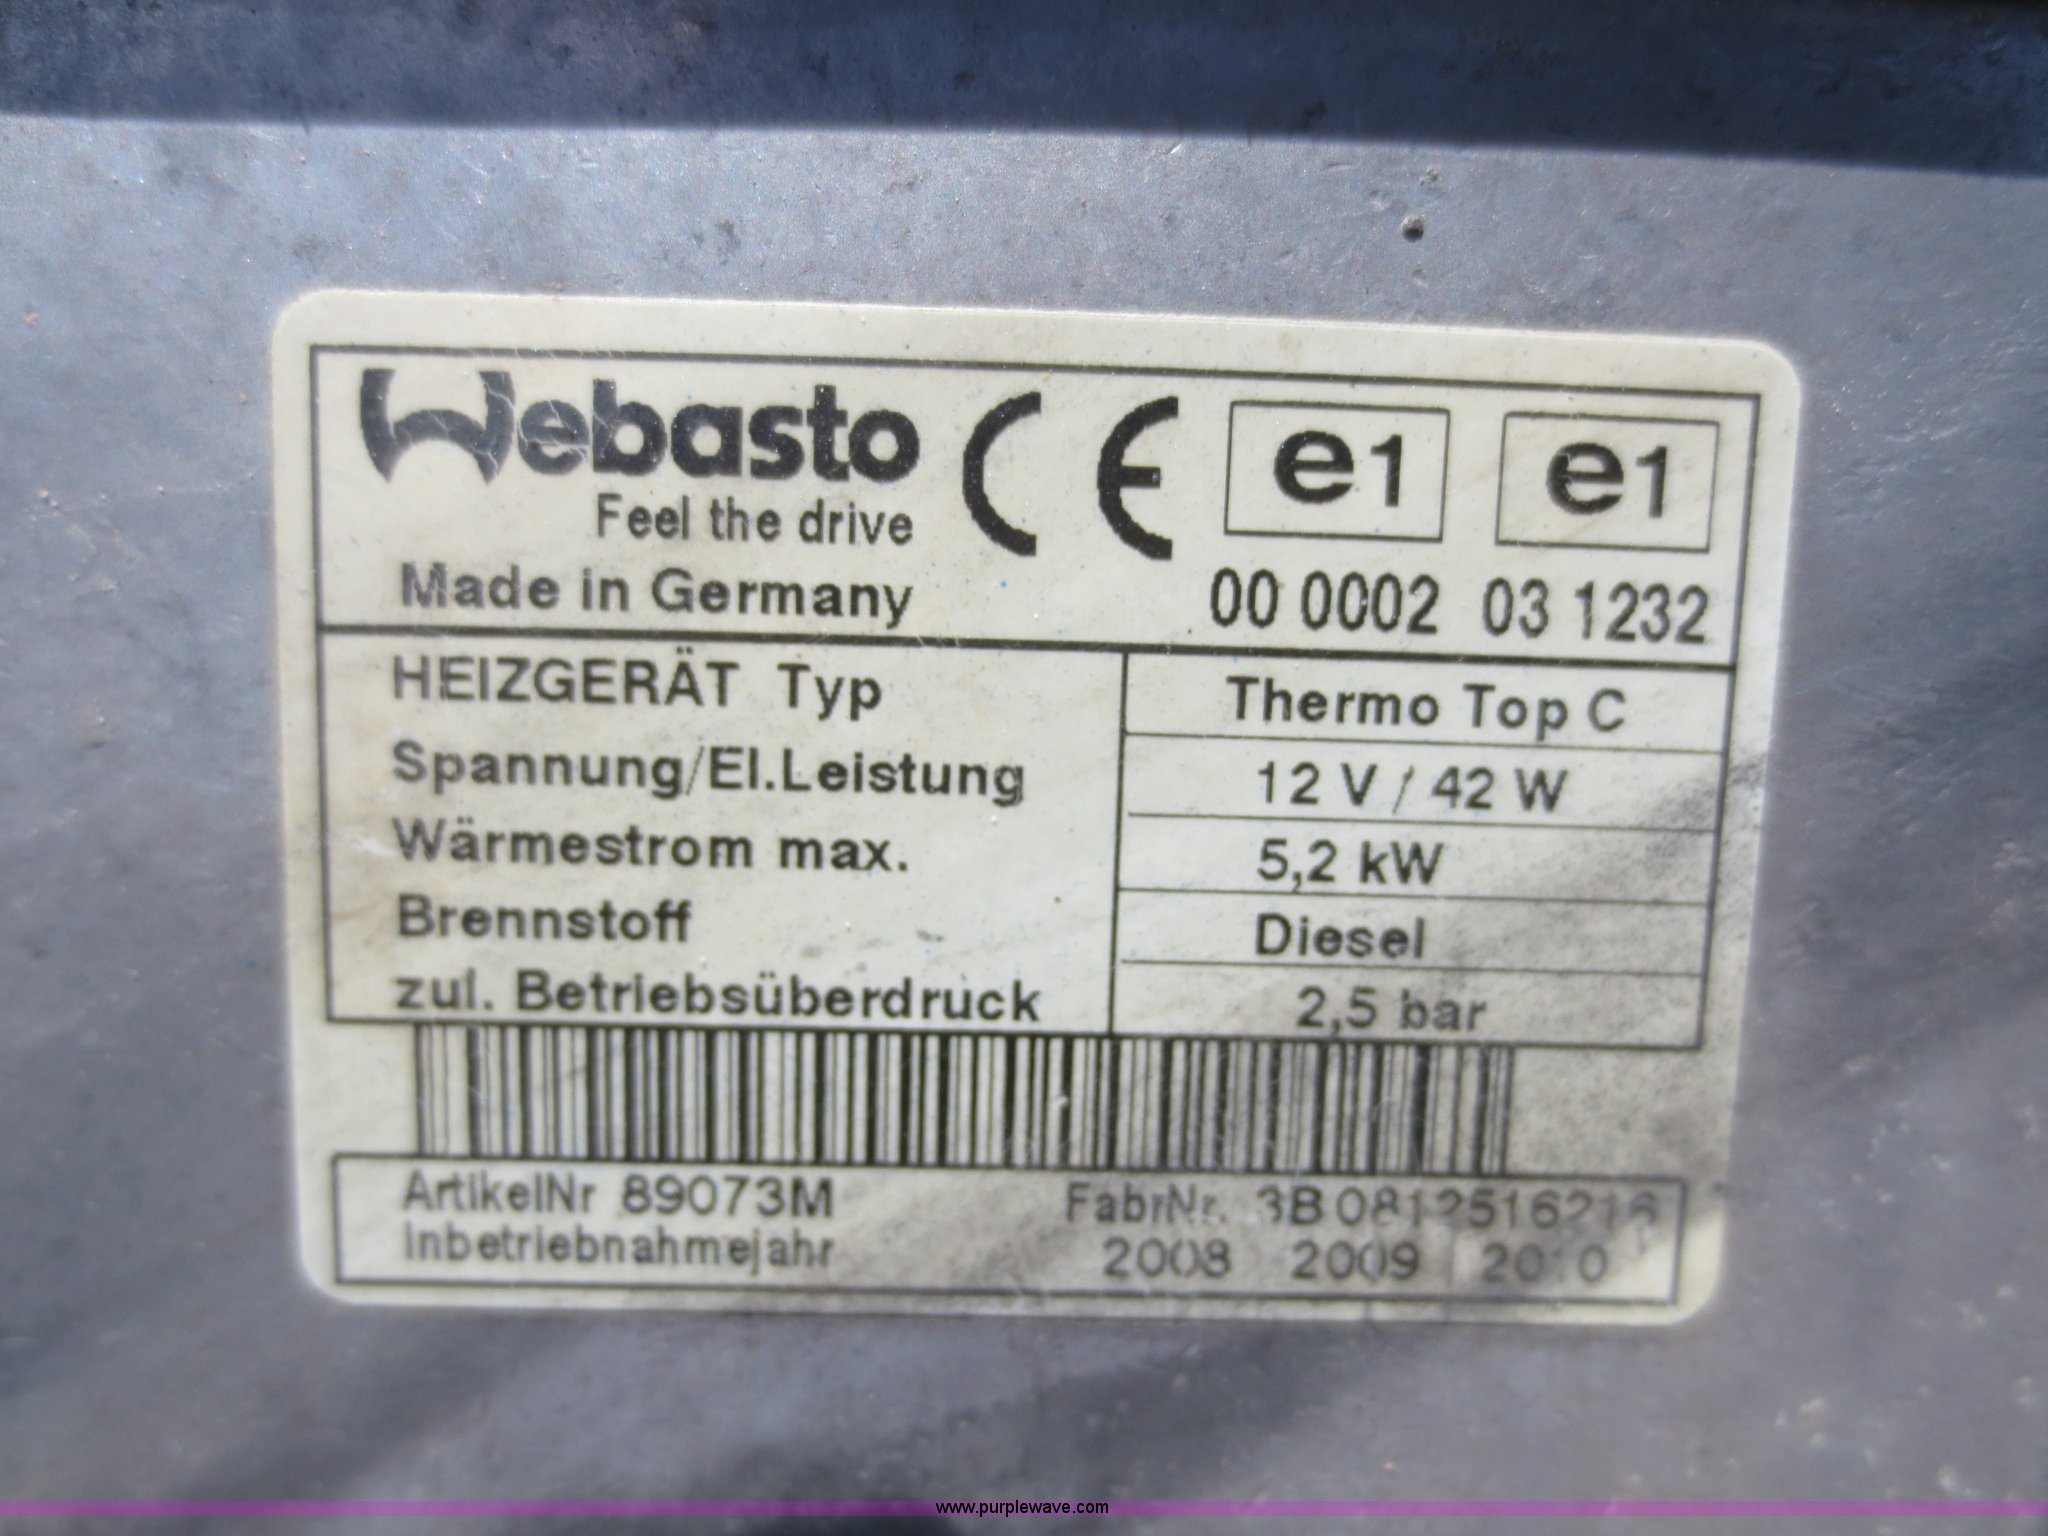 Webasto
Feel the drive
Made in Germany
CE
e1
e1
00 0002 03 1232
HEIZGERÄT Typ Thermo Top C
Spannung/El.Leistung 12 V / 42 W
Wärmestrom max. 5,2 kW
Brennstoff Diesel
zul. Betriebsüberdruck 2,5 bar
ArtikelNr 89073M FabrNr. 3B0812516216
Inbetriebnahmejahr 2008 2009 2010
www.purplewave.com